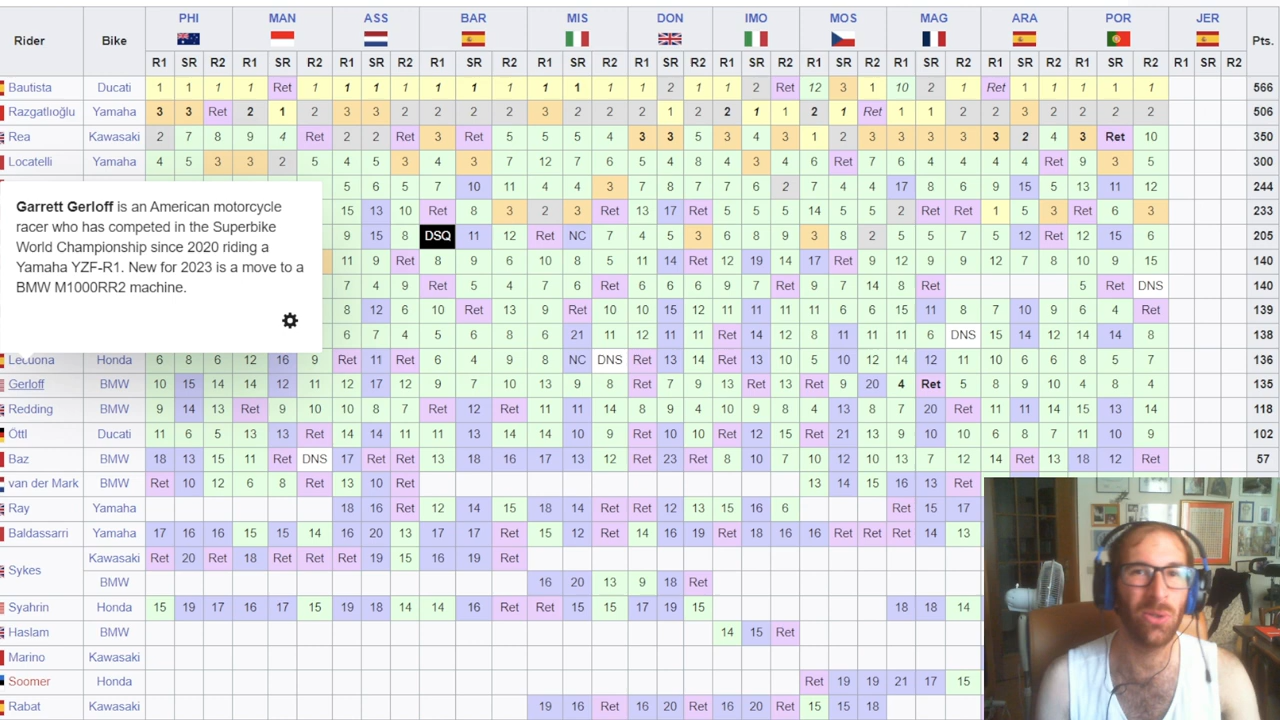 PHI MAN ASS BAR MIS DON IMO MOS MAG ARA POR JER
Rider Bike Pts.
R1 SR R2 R1 SR R2 R1 SR R2 R1 SR R2 R1 SR R2 R1 SR R2 R1 SR R2 R1 SR R2 R1 SR R2 R1 SR R2 R1 SR R2 R1 SR R2
Bautista Ducati 1 1 1 1 Ret 1 1 1 1 1 1 1 1 1 1 1 2 1 1 2 Ret 12 3 1 10 2 1 Ret 1 1 1 1 1 566
Razgatlıoğlu Yamaha 3 3 Ret 2 1 2 3 3 2 2 2 2 3 2 2 2 1 2 2 1 1 2 1 Ret 1 1 2 2 3 2 2 2 2 506
Rea Kawasaki 2 7 8 9 4 Ret 2 2 Ret 3 Ret 5 5 5 4 3 3 5 3 4 3 1 2 3 3 3 3 3 2 4 3 Ret 10 350
Locatelli Yamaha 4 5 3 3 2 5 4 5 3 4 3 7 12 7 6 5 4 8 4 3 4 6 Ret 7 6 4 4 4 4 Ret 9 3 5 300
5 6 5 7 10 11 4 4 3 7 8 7 7 6 2 7 4 4 17 8 6 9 15 5 13 11 12 244
Garrett Gerloff is an American motorcycle
15 13 10 Ret 8 3 2 3 Ret 13 17 Ret 5 5 5 14 5 5 2 Ret Ret 1 5 3 Ret 6 3 233
racer who has competed in the Superbike
9 15 8 DSQ 11 12 Ret NC 7 4 5 3 6 8 9 3 8 2 5 5 7 5 12 Ret 12 15 6 205
World Championship since 2020 riding a
11 9 Ret 8 9 6 10 8 5 11 14 Ret 12 19 14 17 Ret 9 12 9 9 12 7 8 10 9 15 140
Yamaha YZF-R1. New for 2023 is a move to a
BMW M1000RR2 machine.
7 4 9 Ret 5 4 7 6 Ret 6 6 6 9 7 Ret 9 7 14 8 Ret 5 Ret DNS 140
8 12 6 10 Ret 13 9 Ret 10 10 15 12 11 11 11 11 6 6 15 11 8 7 10 9 6 4 Ret 139
6 7 4 5 6 8 6 21 11 12 11 11 Ret 14 12 8 11 11 11 6 DNS 15 14 12 14 14 8 138
Lecuona Honda 6 8 6 12 16 9 Ret 11 Ret 6 4 9 8 NC DNS Ret 13 14 Ret 13 10 5 10 12 14 12 11 10 6 6 8 5 7 136
Gerloff BMW 10 15 14 14 12 11 12 17 12 9 7 10 13 9 8 Ret 7 9 13 Ret 13 Ret 9 20 4 Ret 5 8 9 10 4 8 4 135
Redding BMW 9 14 13 Ret 9 10 10 8 7 Ret 12 Ret 11 11 14 8 9 4 10 9 8 4 13 8 7 20 Ret 11 11 14 15 13 14 118
Öttl Ducati 11 6 5 13 13 Ret 14 14 11 11 13 14 14 10 9 Ret 10 10 Ret 12 15 Ret 21 13 9 10 10 6 8 7 11 10 9 102
Baz BMW 18 13 15 11 Ret DNS 17 Ret Ret 13 18 16 17 13 12 Ret 23 Ret 8 10 7 10 12 10 13 7 12 14 Ret 13 18 12 Ret 57
van der Mark BMW Ret 10 12 6 8 Ret 13 10 Ret 13 14 15 16 13 Ret
Ray Yamaha 18 16 Ret 12 14 15 18 14 Ret Ret 12 13 15 16 6 Ret 15 17
Baldassarri Yamaha 17 16 16 15 15 14 16 20 13 17 17 Ret 15 12 Ret 14 16 19 Ret 18 16 16 Ret Ret Ret 14 13
Sykes Kawasaki Ret 20 Ret 18 Ret Ret Ret 19 15 16 19 Ret
BMW 16 20 13 9 18 Ret
Syahrin Honda 15 19 17 16 17 15 19 18 14 14 16 Ret Ret 15 15 17 19 15 18 18 14
Haslam BMW 14 15 Ret
Marino Kawasaki
Soomer Honda Ret 19 19 21 17 15
Rabat Kawasaki 19 16 Ret 16 20 Ret 16 20 Ret 15 15 18